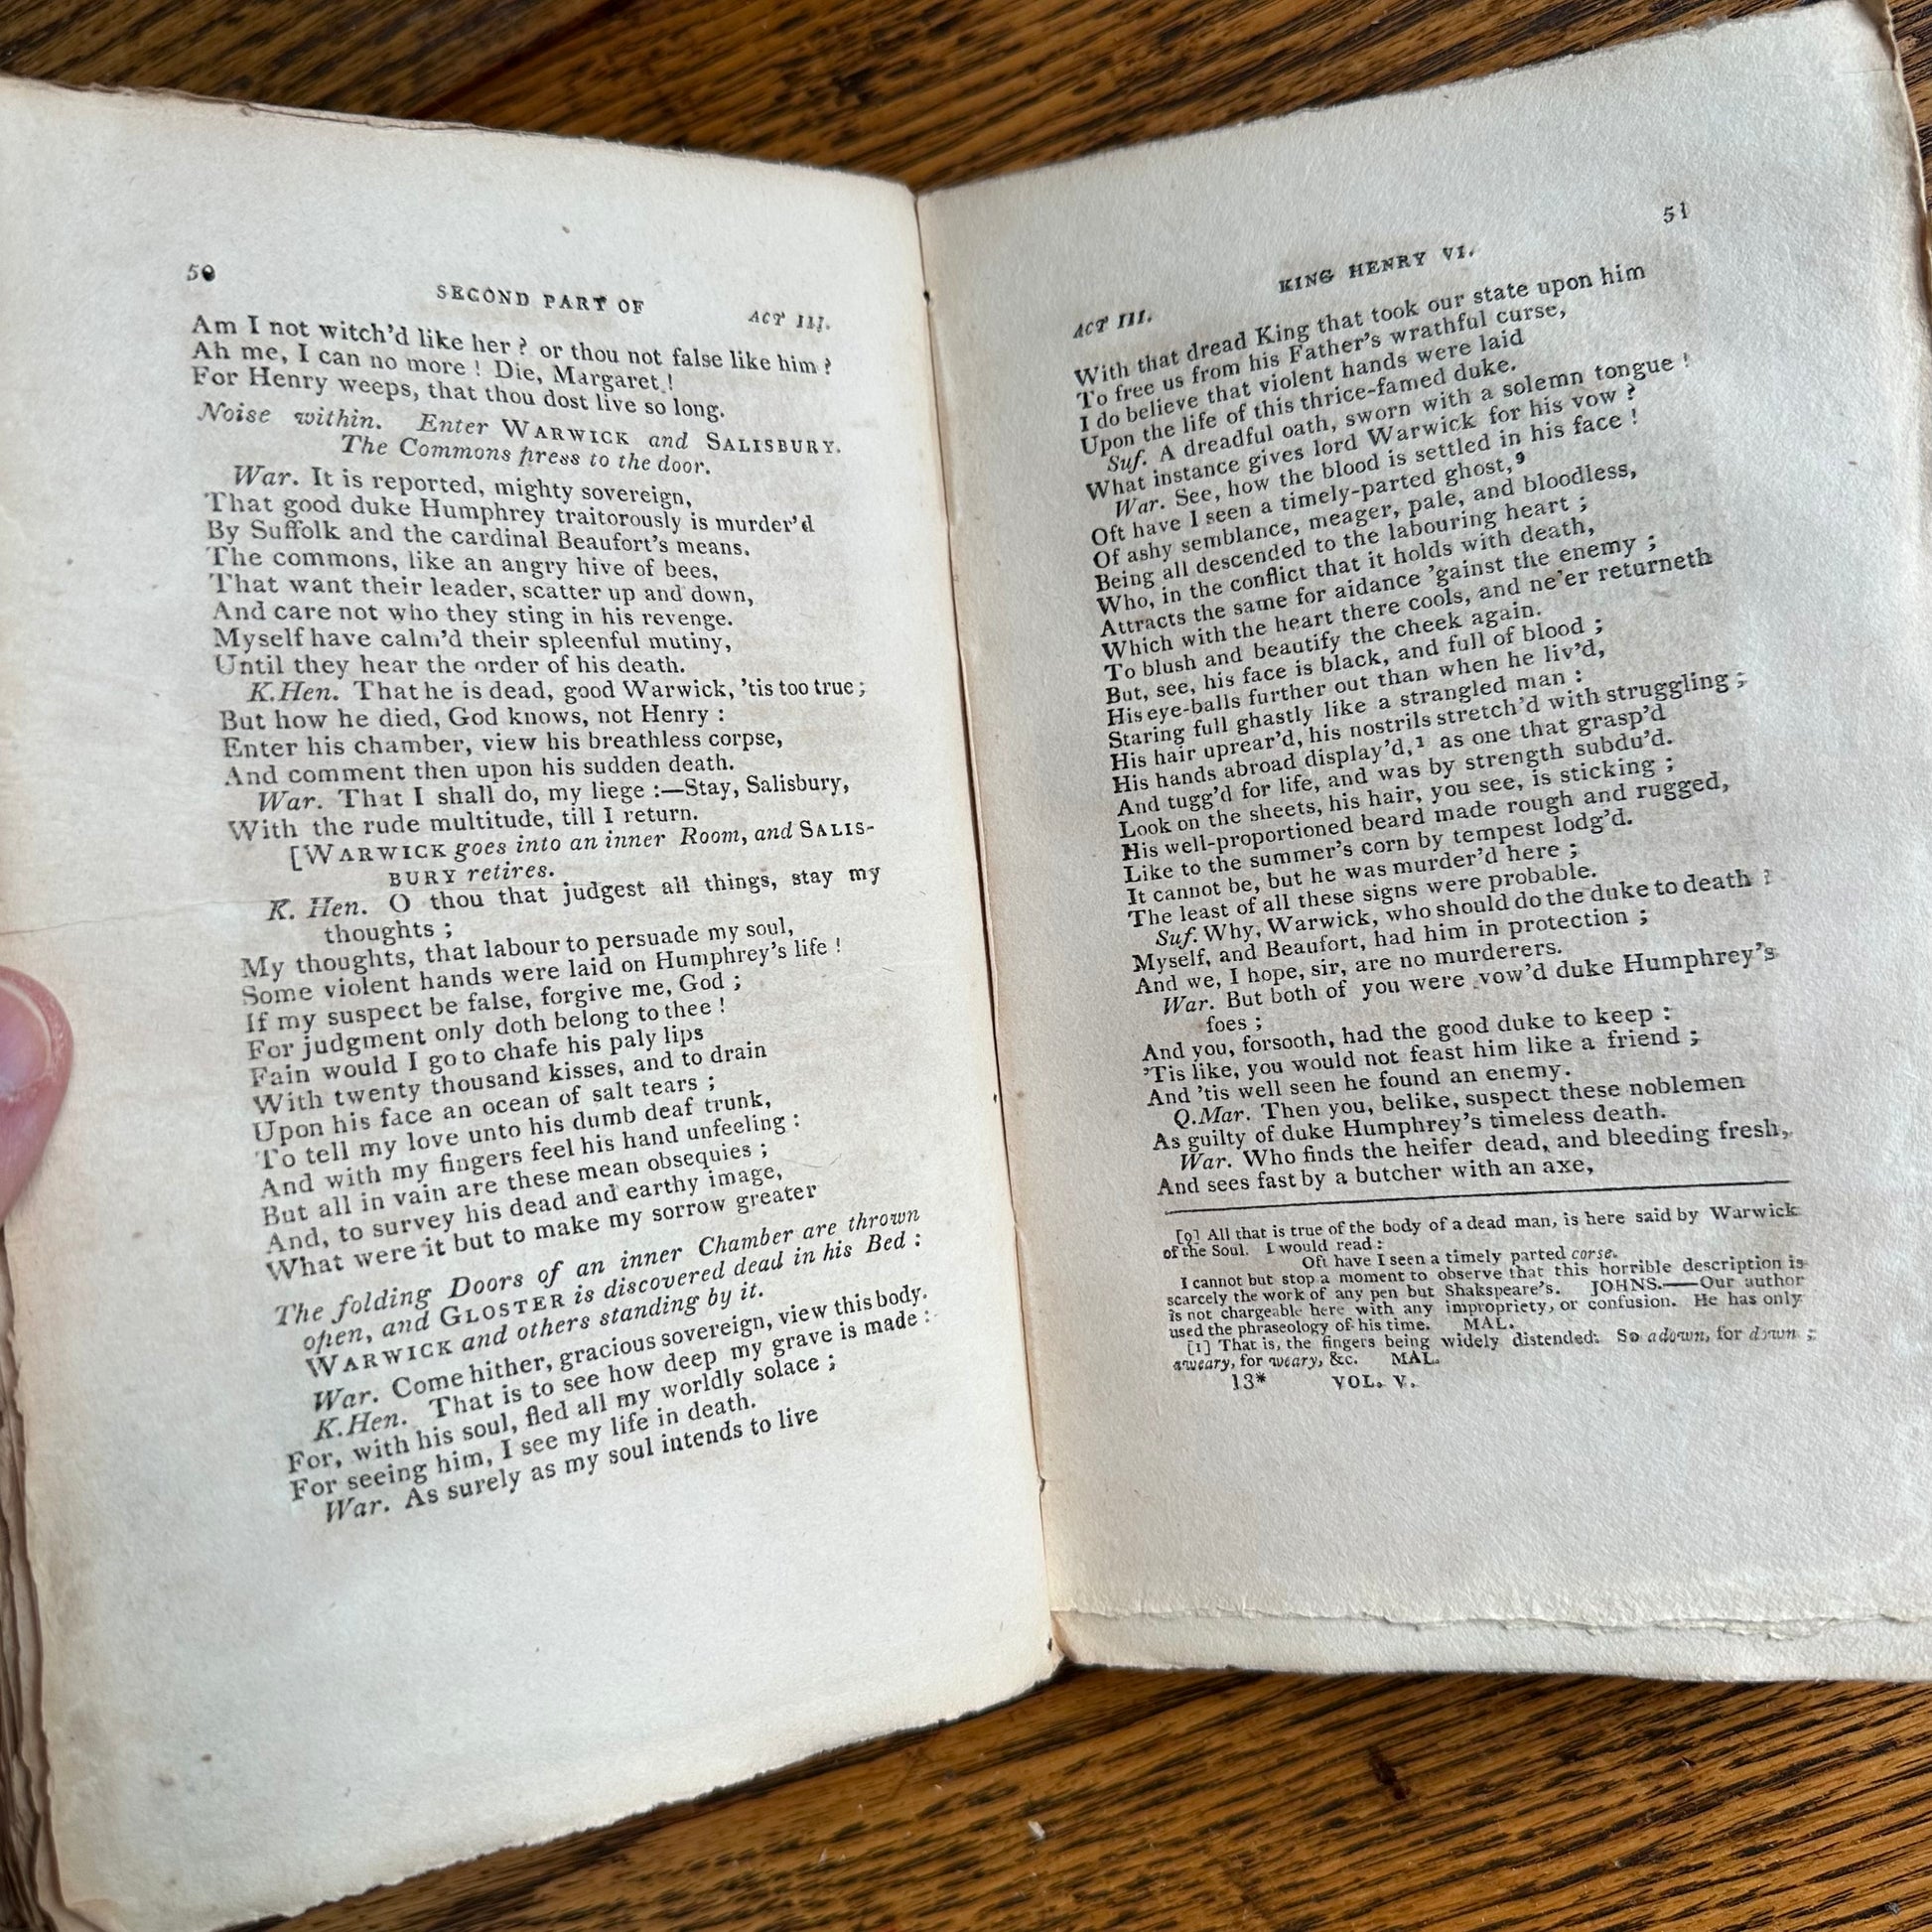 50
SECOND PART OF
ACT III.
Am I not witch'd like her ? or thou not false like him ?
Ah me, I can no more ! Die, Margaret !
For Henry weeps, that thou dost live so long.
Noise within. Enter WARWICK and SALISBURY.
The Commons press to the door.
War. It is reported, mighty sovereign,
That good duke Humphrey traitorously is murder'd
By Suffolk and the cardinal Beaufort's means.
The commons, like an angry hive of bees,
That want their leader, scatter up and down,
And care not who they sting in his revenge.
Myself have calm'd their spleenful mutiny,
Until they hear the order of his death.
K.Hen. That he is dead, good Warwick, 'tis too true ;
But how he died, God knows, not Henry :
Enter his chamber, view his breathless corpse,
And comment then upon his sudden death.
War. That I shall do, my liege :—Stay, Salisbury,
With the rude multitude, till I return.
[WARWICK goes into an inner Room, and SALIS-
BURY retires.
K. Hen. O thou that judgest all things, stay my
thoughts ;
My thoughts, that labour to persuade my soul,
Some violent hands were laid on Humphrey's life !
If my suspect be false, forgive me, God ;
For judgment only doth belong to thee !
Fain would I go to chafe his paly lips
With twenty thousand kisses, and to drain
Upon his face an ocean of salt tears ;
To tell my love unto his dumb deaf trunk,
And with my fingers feel his hand unfeeling :
But all in vain are these mean obsequies ;
And, to survey his dead and earthy image,
What were it but to make my sorrow greater
The folding Doors of an inner Chamber are thrown
open, and GLOSTER is discovered dead in his Bed :
WARWICK and others standing by it.
War. Come hither, gracious sovereign, view this body.
K.Hen. That is to see how deep my grave is made :
For, with his soul, fled all my worldly solace ;
For seeing him, I see my life in death.
War. As surely as my soul intends to live
51
KING HENRY VI.
ACT III.
With that dread King that took our state upon him
To free us from his Father's wrathful curse,
I do believe that violent hands were laid
Upon the life of this thrice-famed duke.
Suf. A dreadful oath, sworn with a solemn tongue !
What instance gives lord Warwick for his vow ?
War. See, how the blood is settled in his face !
Oft have I seen a timely-parted ghost,⁹
Of ashy semblance, meager, pale, and bloodless,
Being all descended to the labouring heart ;
Who, in the conflict that it holds with death,
Attracts the same for aidance 'gainst the enemy ;
Which with the heart there cools, and ne'er returneth
To blush and beautify the cheek again.
But, see, his face is black, and full of blood ;
His eye-balls further out than when he liv'd,
Staring full ghastly like a strangled man :
His hair uprear'd, his nostrils stretch'd with struggling ;
His hands abroad display'd,¹ as one that grasp'd
And tugg'd for life, and was by strength subdu'd.
Look on the sheets, his hair, you see, is sticking ;
His well-proportioned beard made rough and rugged,
Like to the summer's corn by tempest lodg'd.
It cannot be, but he was murder'd here ;
The least of all these signs were probable.
Suf. Why, Warwick, who should do the duke to death ?
Myself, and Beaufort, had him in protection ;
And we, I hope, sir, are no murderers.
War. But both of you were vow'd duke Humphrey's
foes ;
And you, forsooth, had the good duke to keep :
'Tis like, you would not feast him like a friend ;
And 'tis well seen he found an enemy.
Q.Mar. Then you, belike, suspect these noblemen
As guilty of duke Humphrey's timeless death.
War. Who finds the heifer dead, and bleeding fresh,
And sees fast by a butcher with an axe,
[9] All that is true of the body of a dead man, is here said by Warwick
of the Soul. I would read :
Oft have I seen a timely parted corse.
I cannot but stop a moment to observe that this horrible description is
scarcely the work of any pen but Shakspeare's. JOHNS.——Our author
is not chargeable here with any impropriety, or confusion. He has only
used the phraseology of his time. MAL.
[1] That is, the fingers being widely distended. So adown, for down ;
aweary, for weary, &c. MAL.
13* VOL. V.